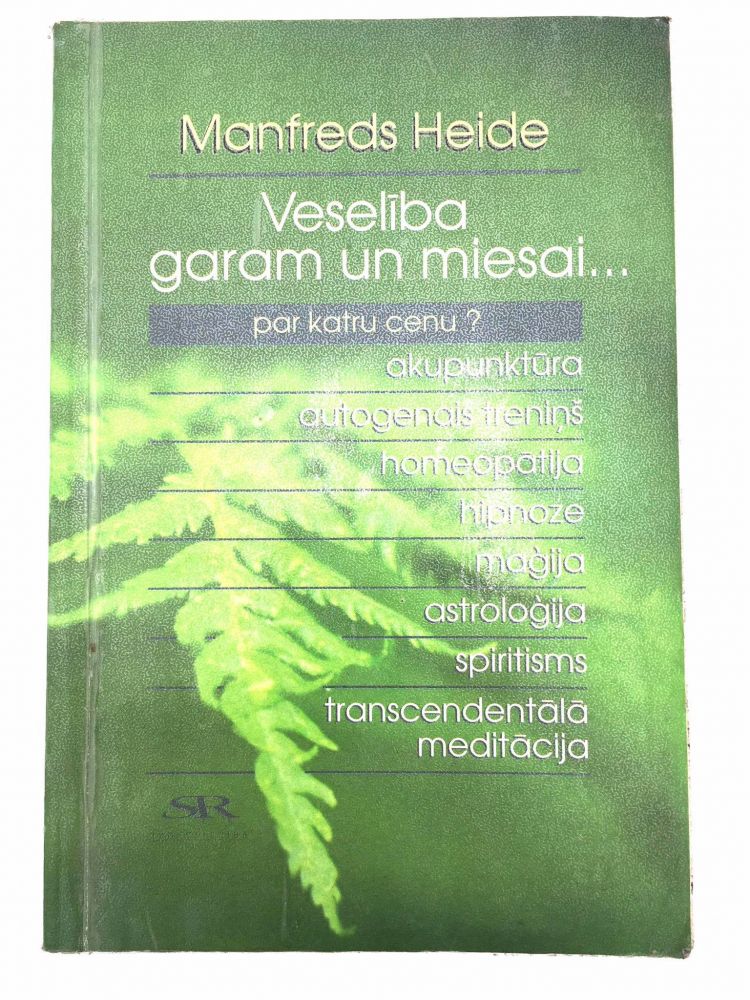 Manfreds Heide
Veselība
garam un miesai...
par katru cenu ?
akupunktūra
autogenais treniņš
homeopātija
hipnoze
maģija
astroloģija
spiritisms
transcendentālā
meditācija
SR